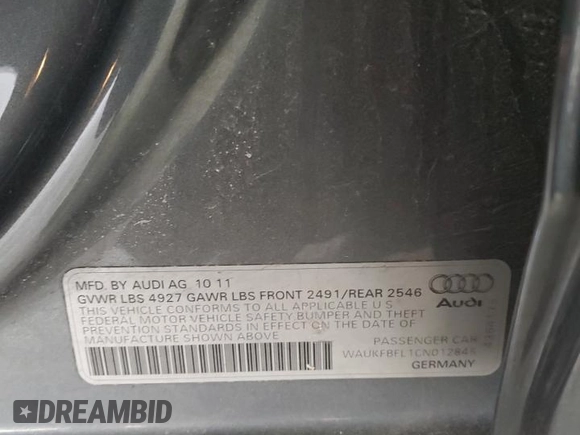 MFD. BY AUDI AG 10 11
GVWR LBS 4927 GAWR LBS FRONT 2491/REAR 2546
THIS VEHICLE CONFORMS TO ALL APPLICABLE U S
FEDERAL MOTOR VEHICLE SAFETY BUMPER AND THEFT
PREVENTION STANDARDS IN EFFECT ON THE DATE OF
MANUFACTURE SHOWN ABOVE.
Audi
PASSENGER CAR
WAUKFBFL1CN012845
GERMANY
DREAMBID
.COM